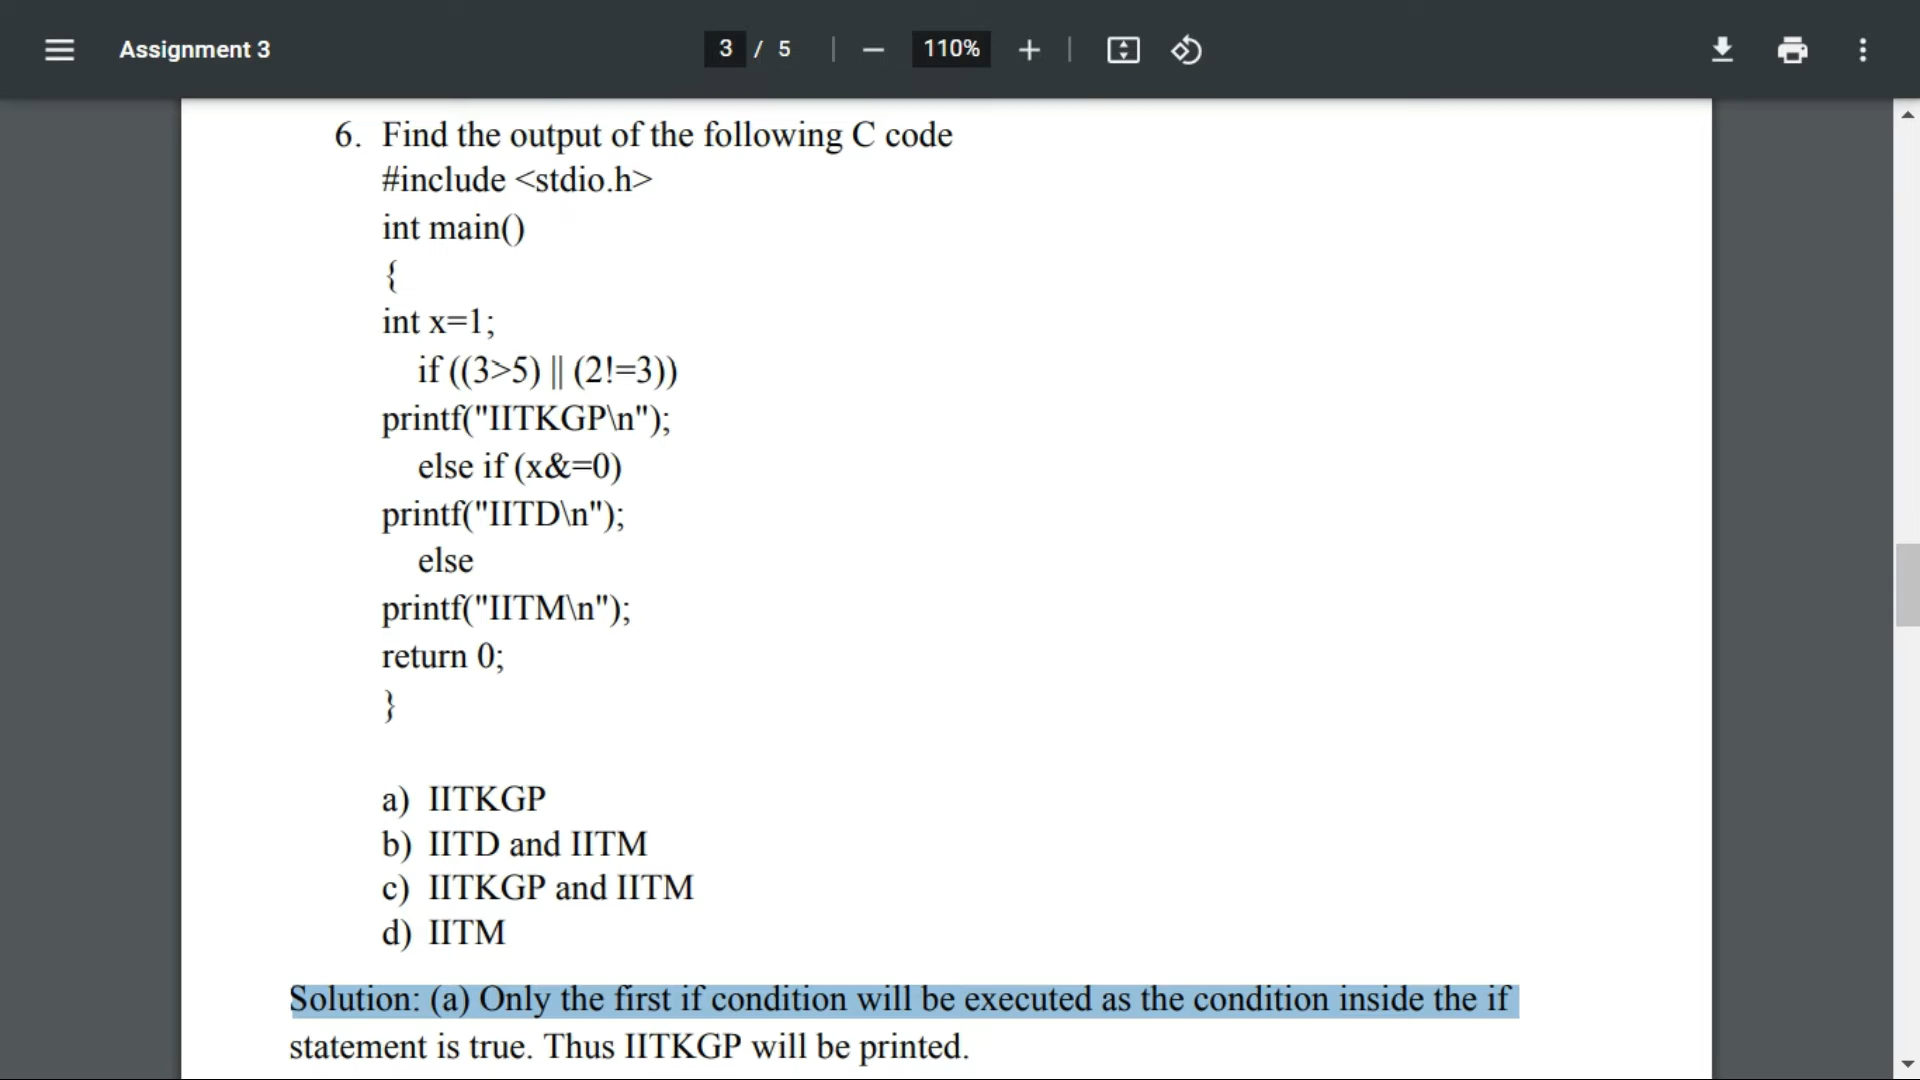 Assignment 3
3 / 5
110%
6. Find the output of the following C code
#include <stdio.h>
int main()
{
int x=1;
if ((3>5) || (2!=3))
printf("IITKGP\n");
else if (x&=0)
printf("IITD\n");
else
printf("IITM\n");
return 0;
}
a) IITKGP
b) IITD and IITM
c) IITKGP and IITM
d) IITM
Solution: (a) Only the first if condition will be executed as the condition inside the if
statement is true. Thus IITKGP will be printed.